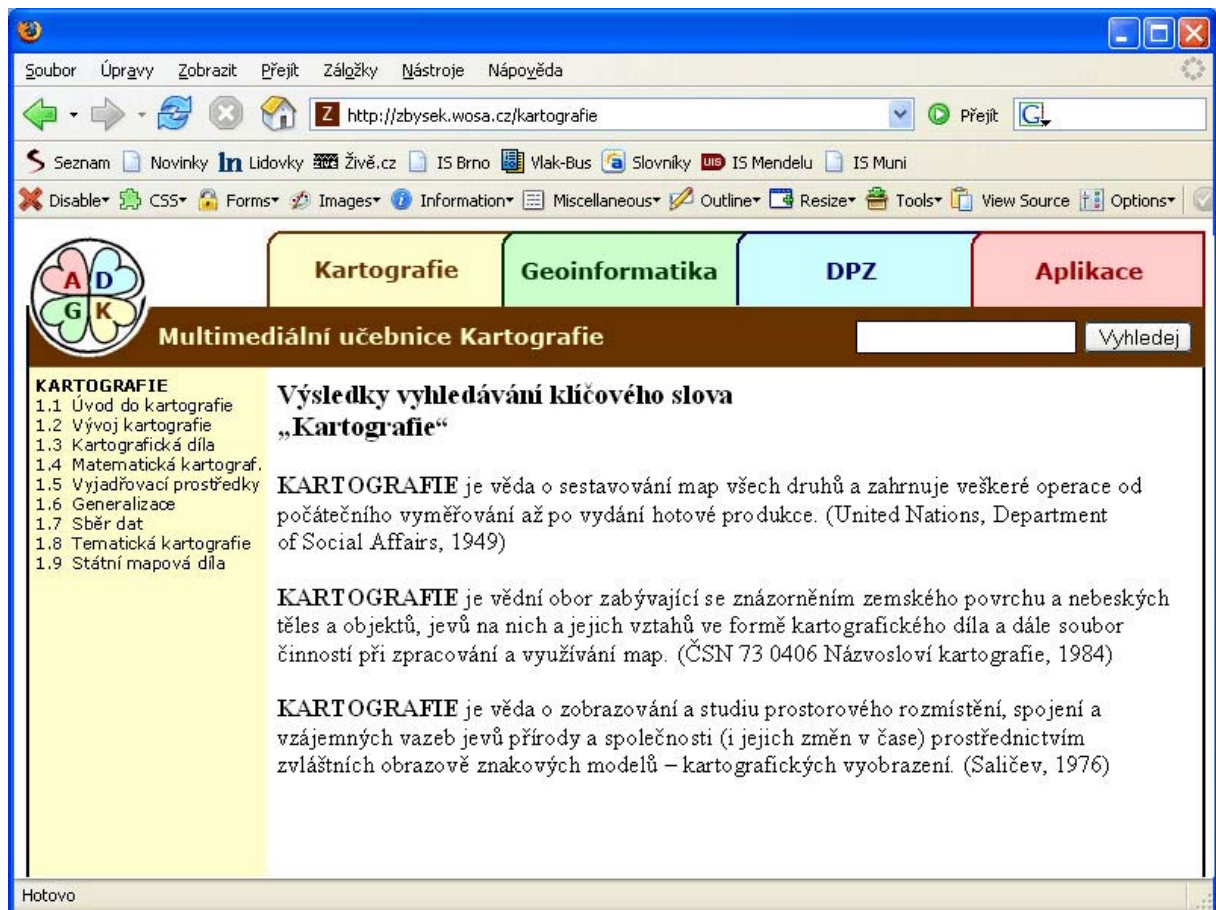 Soubor Úpravy Zobrazit Přejít Záložky Nástroje Nápověda
Z http://zbysek.wosa.cz/kartografie Přejít G
S Seznam Novinky ln Lidovky živě Živě.cz IS Brno Vlak-Bus Slovníky UIS IS Mendelu IS Muni
Disable CSS Forms Images Information Miscellaneous Outline Resize Tools View Source Options
A D Kartografie Geoinformatika DPZ Aplikace
G K
Multimediální učebnice Kartografie Vyhledej
KARTOGRAFIE
1.1 Úvod do kartografie
1.2 Vývoj kartografie
1.3 Kartografická díla
1.4 Matematická kartograf.
1.5 Vyjadřovací prostředky
1.6 Generalizace
1.7 Sběr dat
1.8 Tematická kartografie
1.9 Státní mapová díla
Výsledky vyhledávání klíčového slova
„Kartografie“
KARTOGRAFIE je věda o sestavování map všech druhů a zahrnuje veškeré operace od
počátečního vyměřování až po vydání hotové produkce. (United Nations, Department
of Social Affairs, 1949)
KARTOGRAFIE je vědní obor zabývající se znázorněním zemského povrchu a nebeských
těles a objektů, jevů na nich a jejich vztahů ve formě kartografického díla a dále soubor
činností při zpracování a využívání map. (ČSN 73 0406 Názvosloví kartografie, 1984)
KARTOGRAFIE je věda o zobrazování a studiu prostorového rozmístění, spojení a
vzájemných vazeb jevů přírody a společnosti (i jejich změn v čase) prostřednictvím
zvláštních obrazově znakových modelů – kartografických vyobrazení. (Saličev, 1976)
Hotovo